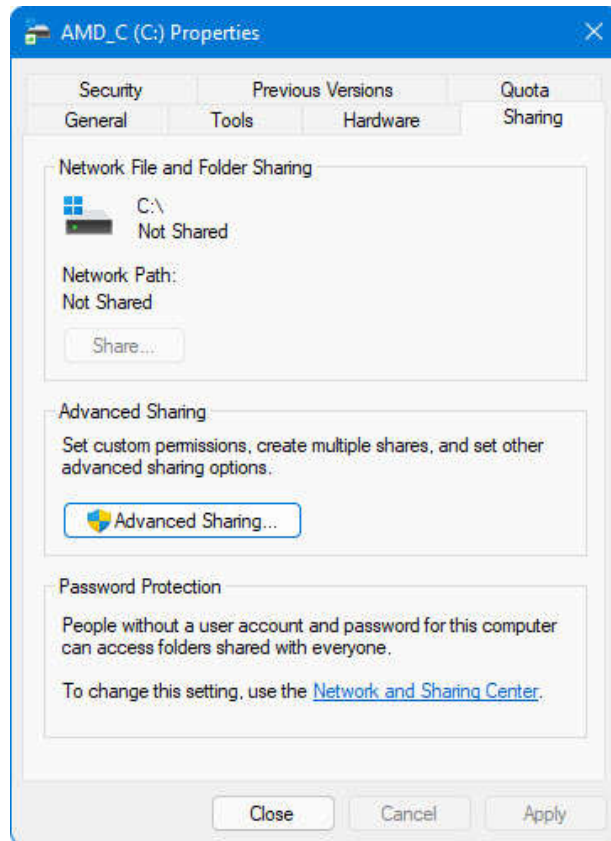 AMD_C (C:) Properties
Security Previous Versions Quota
General Tools Hardware Sharing
Network File and Folder Sharing
C:\
Not Shared
Network Path:
Not Shared
Share...
Advanced Sharing
Set custom permissions, create multiple shares, and set other
advanced sharing options.
Advanced Sharing...
Password Protection
People without a user account and password for this computer
can access folders shared with everyone.
To change this setting, use the Network and Sharing Center.
Close Cancel Apply